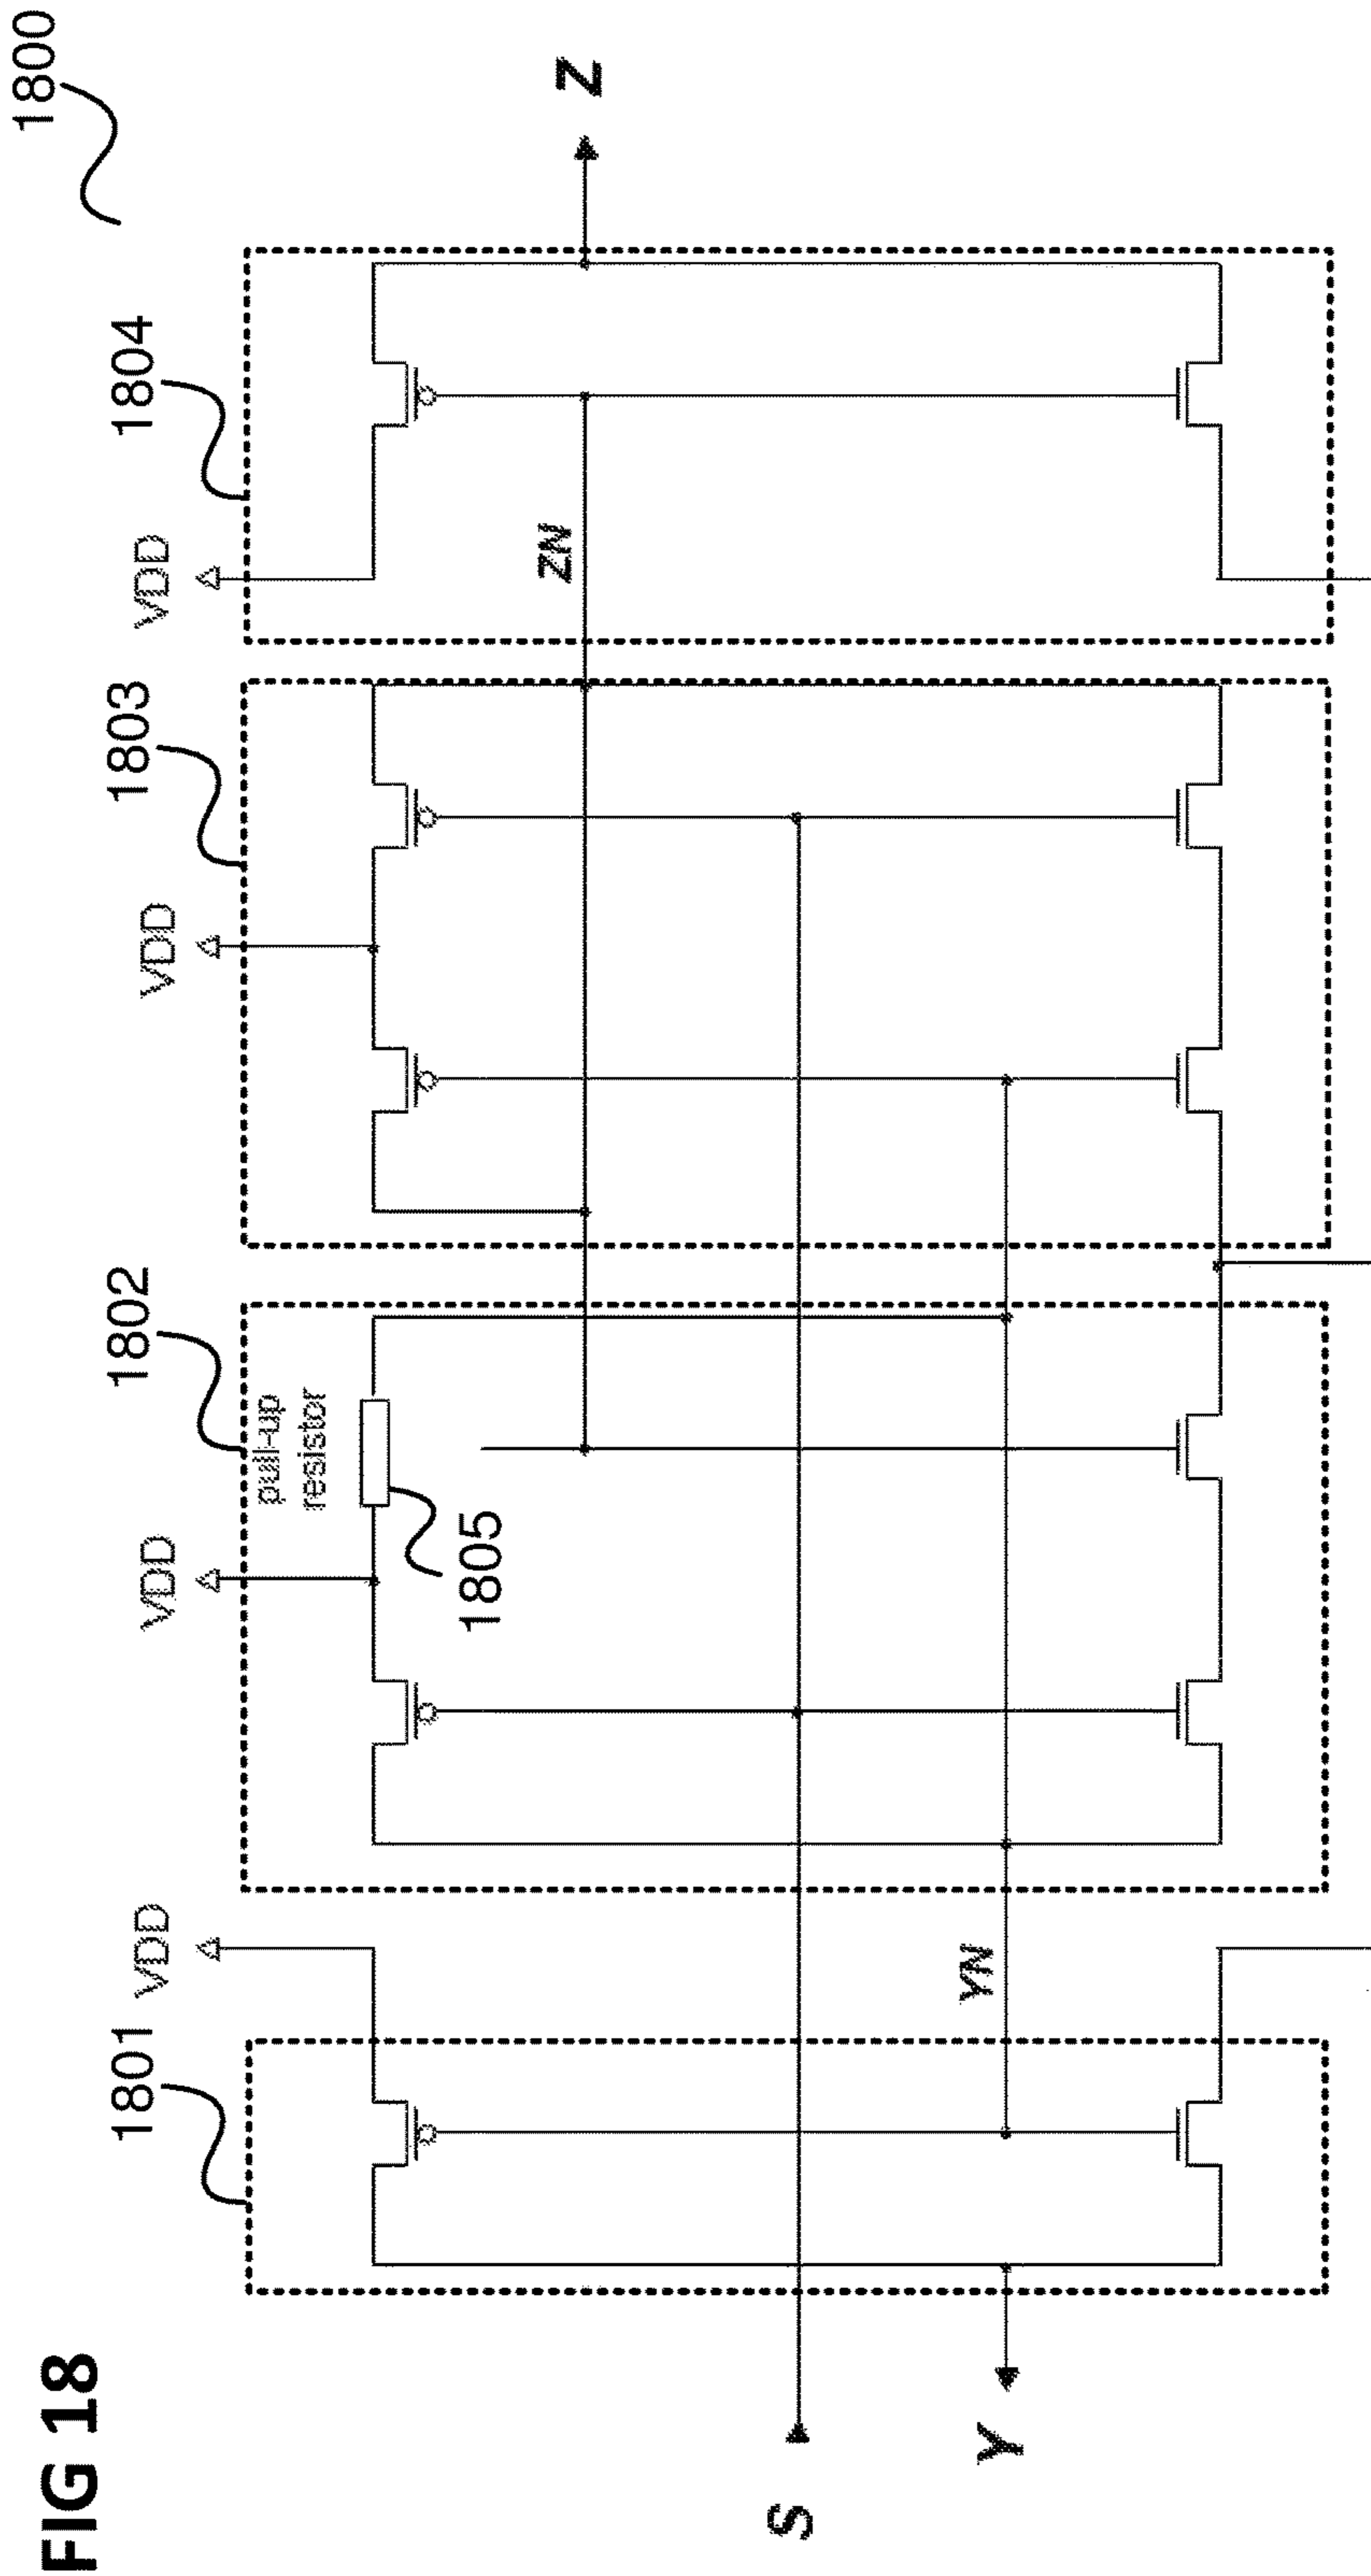 FIG 18
1800
1801
1802
1803
1804
VDD
VDD
VDD
VDD
pull-up
resistor
1805
ZN
Z
YN
S
Y